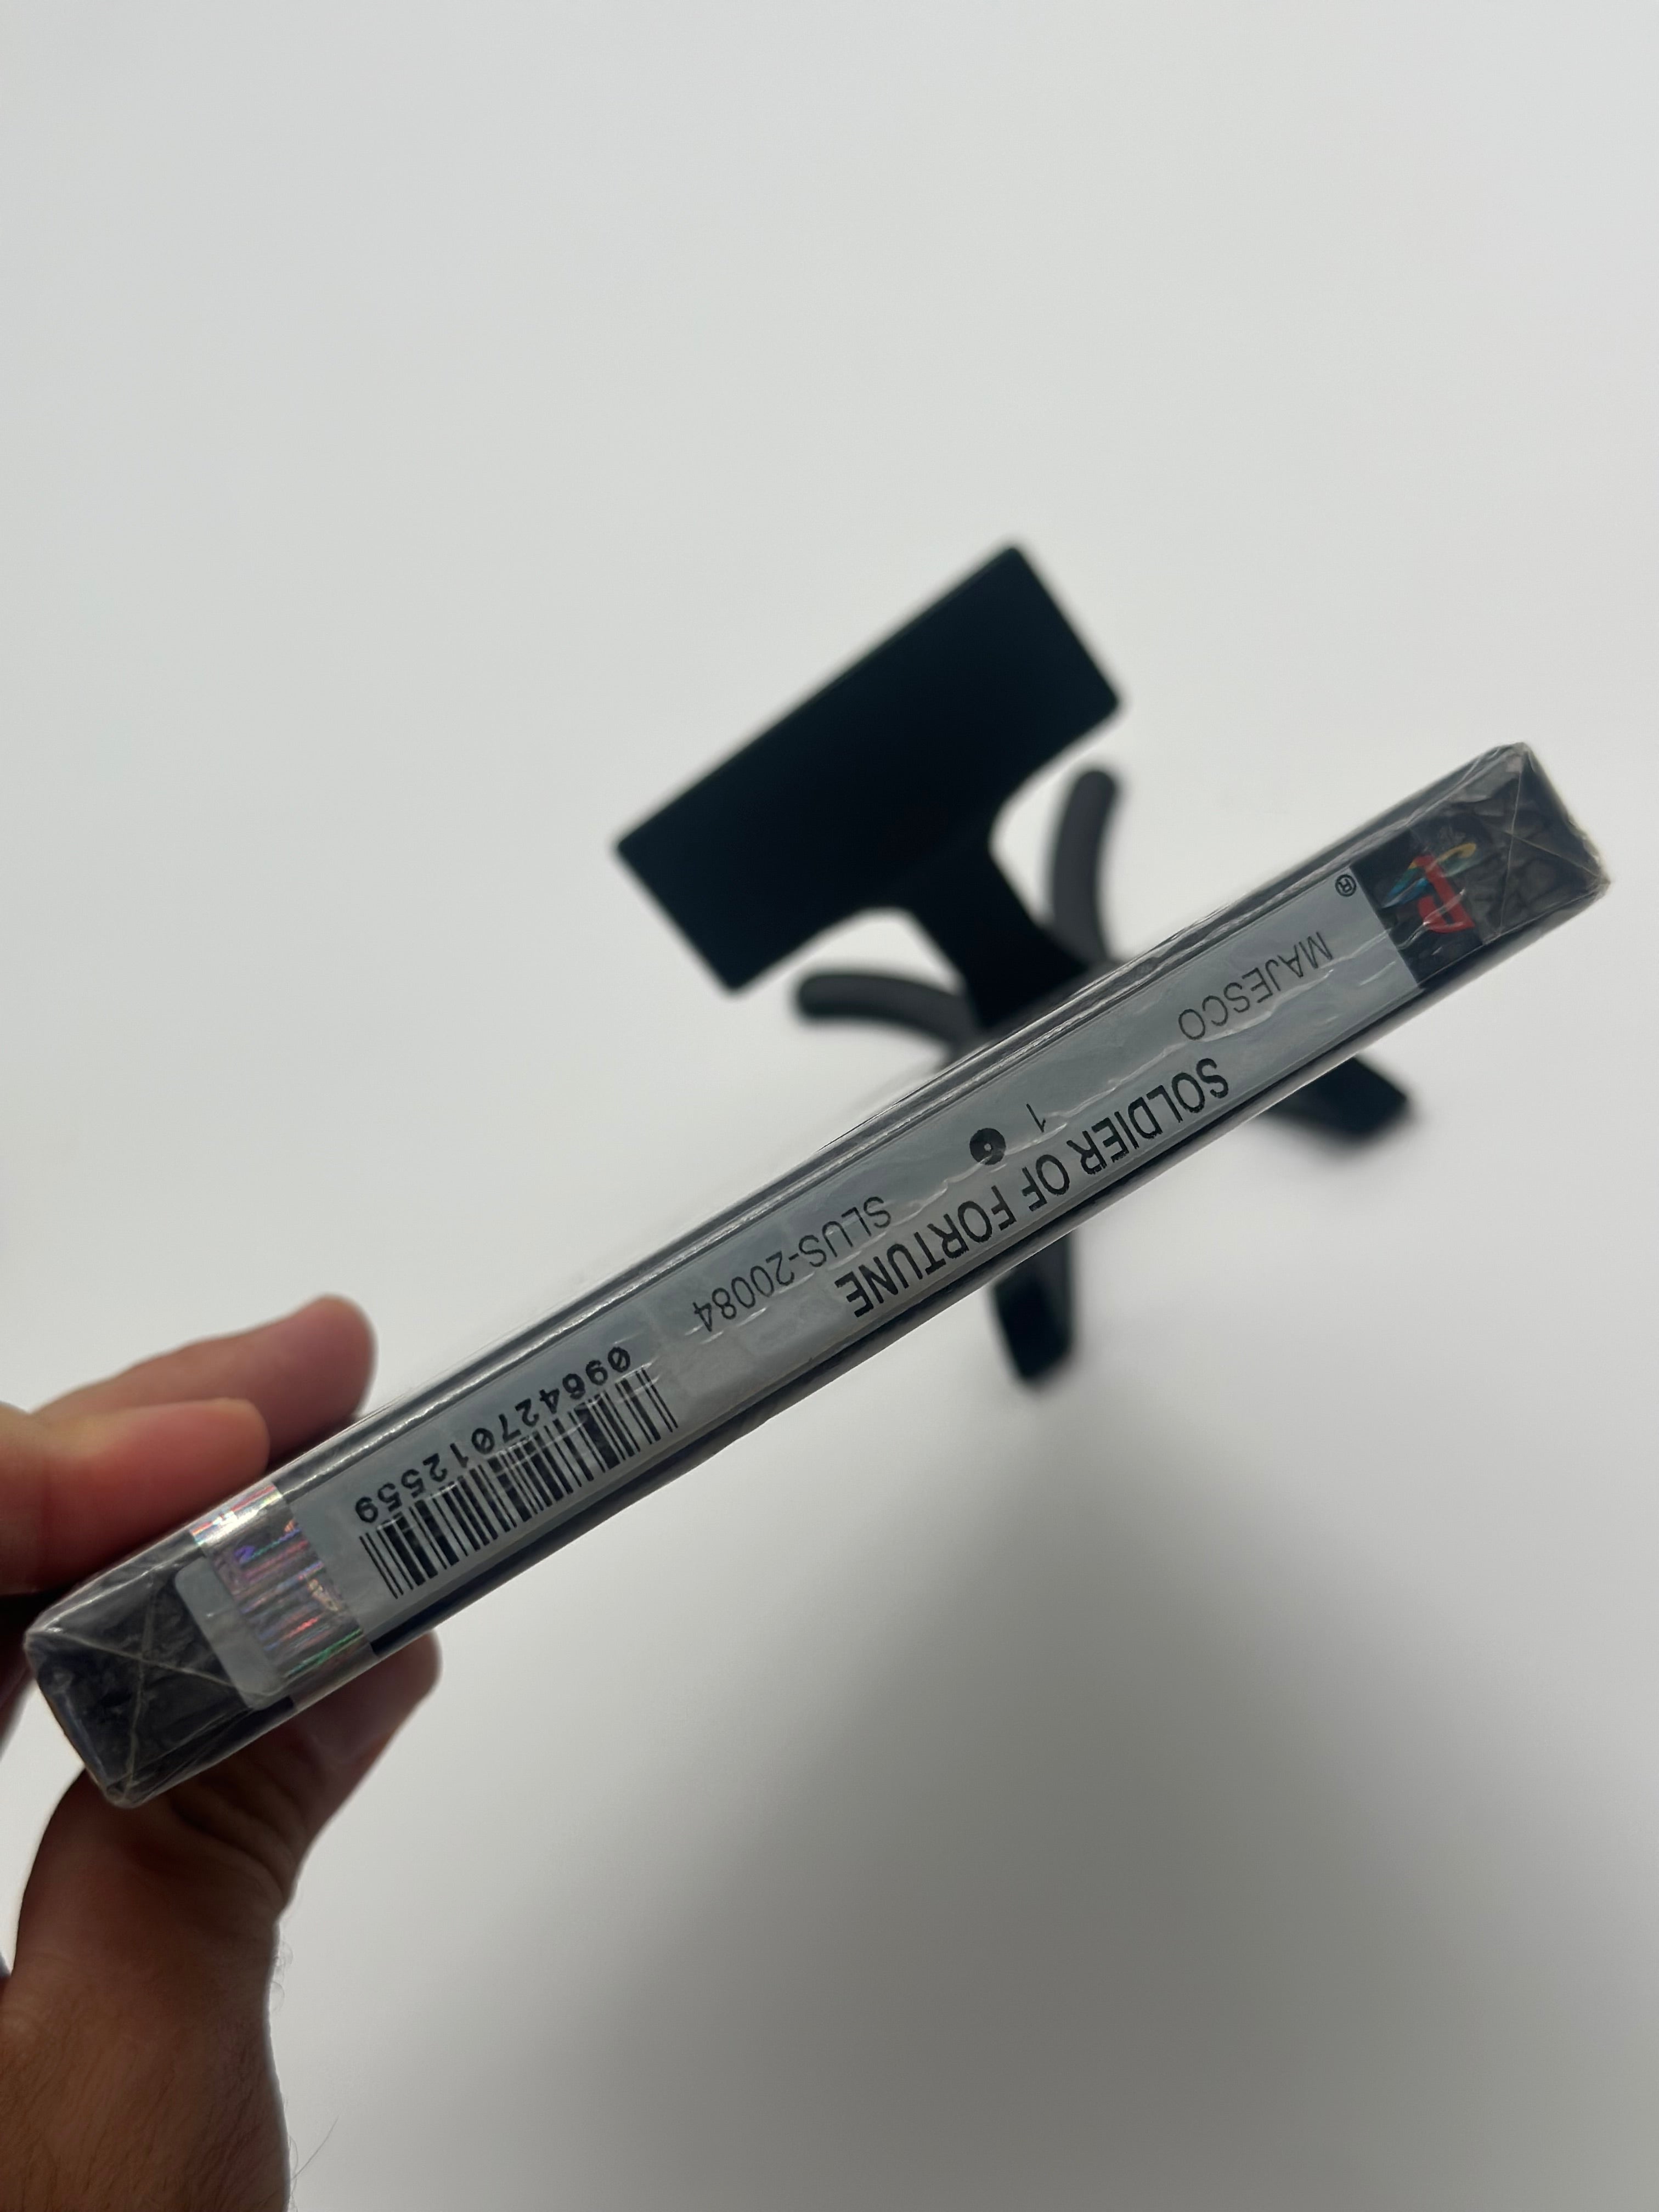 MAJESCO
®
SOLDIER OF FORTUNE
1
SLUS-20084
096427012559